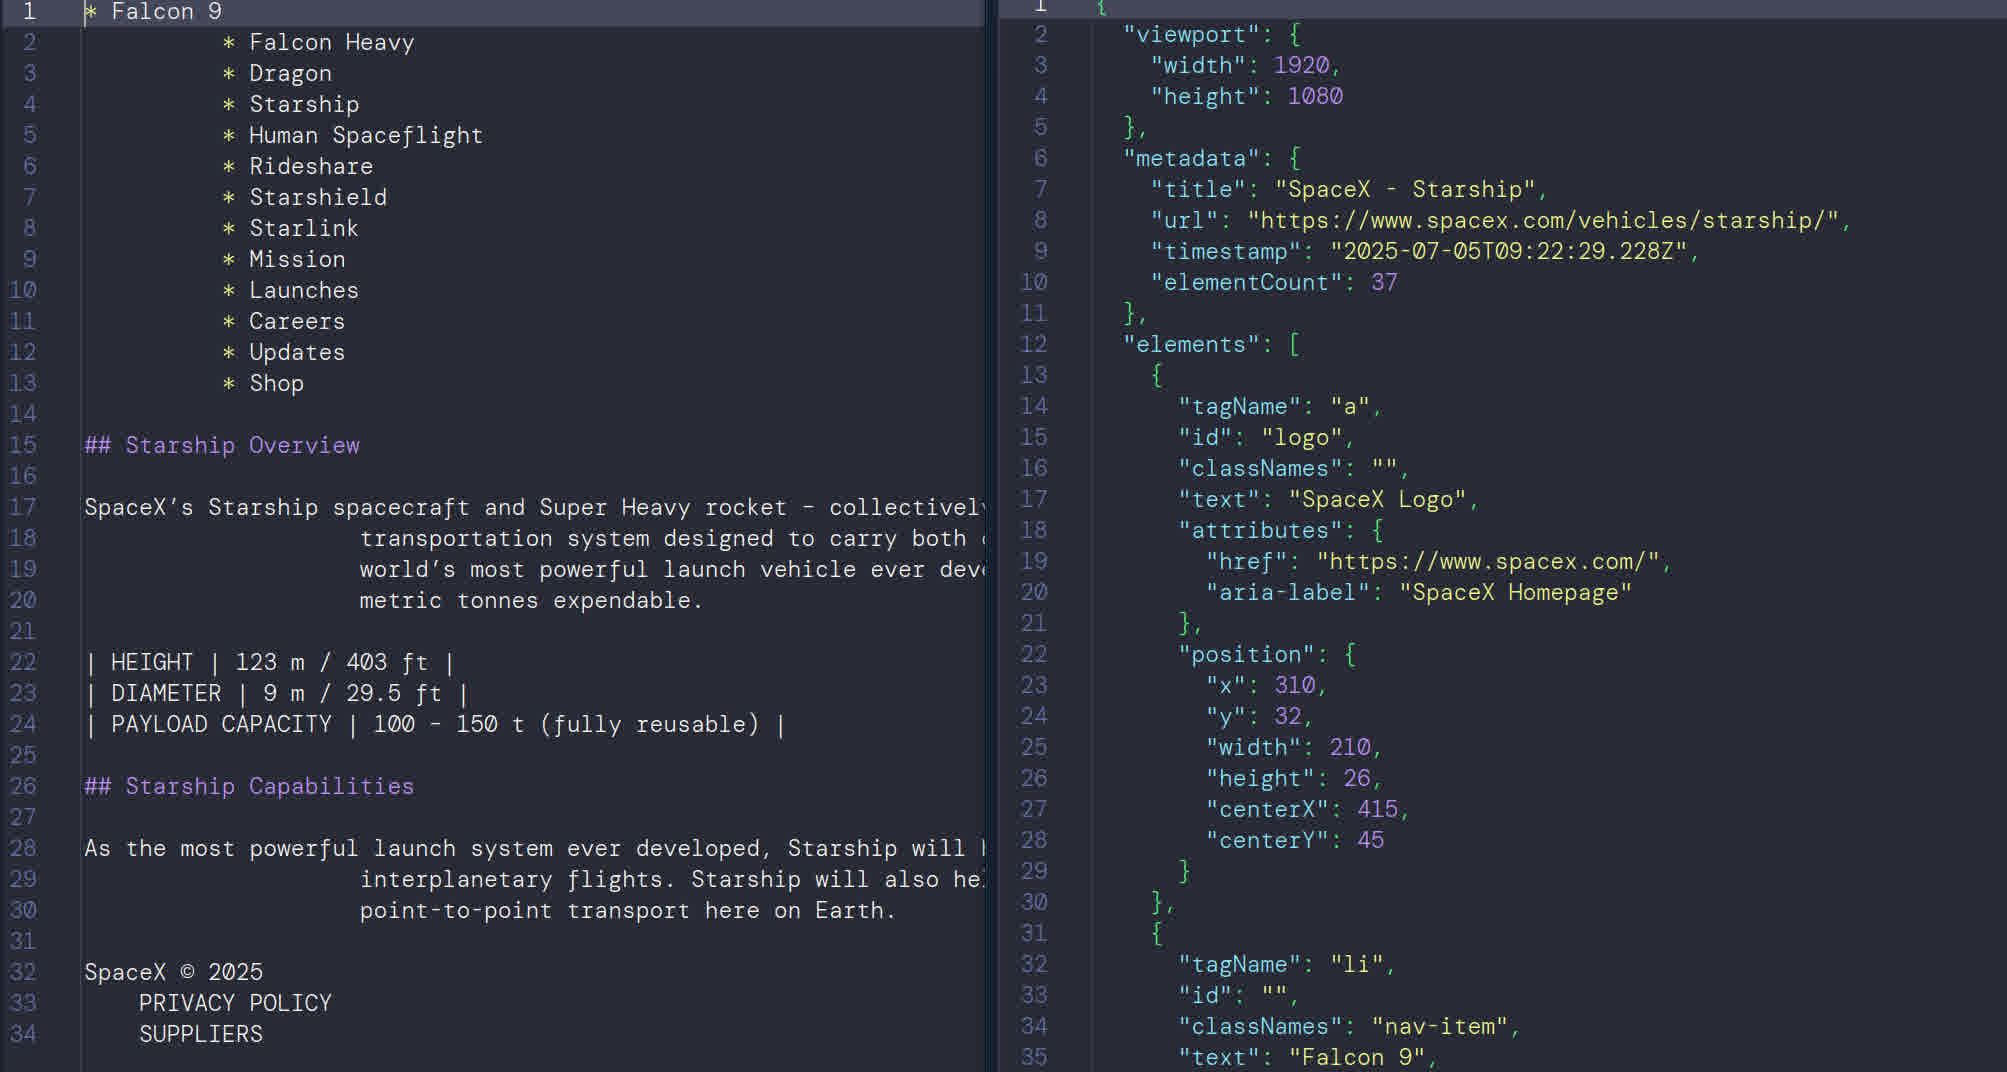 1 * Falcon 9
2 * Falcon Heavy
3 * Dragon
4 * Starship
5 * Human Spaceflight
6 * Rideshare
7 * Starshield
8 * Starlink
9 * Mission
10 * Launches
11 * Careers
12 * Updates
13 * Shop
14
15 ## Starship Overview
16
17 SpaceX’s Starship spacecraft and Super Heavy rocket – collectively
18 transportation system designed to carry both
19 world’s most powerful launch vehicle ever
20 metric tonnes expendable.
21
22 | HEIGHT | 123 m / 403 ft |
23 | DIAMETER | 9 m / 29.5 ft |
24 | PAYLOAD CAPACITY | 100 – 150 t (fully reusable) |
25
26 ## Starship Capabilities
27
28 As the most powerful launch system ever developed, Starship will
29 interplanetary flights. Starship will also
30 point-to-point transport here on Earth.
31
32 SpaceX © 2025
33 PRIVACY POLICY
34 SUPPLIERS
1 {
2 "viewport": {
3 "width": 1920,
4 "height": 1080
5 },
6 "metadata": {
7 "title": "SpaceX - Starship",
8 "url": "https://www.spacex.com/vehicles/starship/",
9 "timestamp": "2025-07-05T09:22:29.228Z",
10 "elementCount": 37
11 },
12 "elements": [
13 {
14 "tagName": "a",
15 "id": "logo",
16 "classNames": "",
17 "text": "SpaceX Logo",
18 "attributes": {
19 "href": "https://www.spacex.com/",
20 "aria-label": "SpaceX Homepage"
21 },
22 "position": {
23 "x": 310,
24 "y": 32,
25 "width": 210,
26 "height": 26,
27 "centerX": 415,
28 "centerY": 45
29 }
30 },
31 {
32 "tagName": "li",
33 "id": "",
34 "classNames": "nav-item",
35 "text": "Falcon 9",